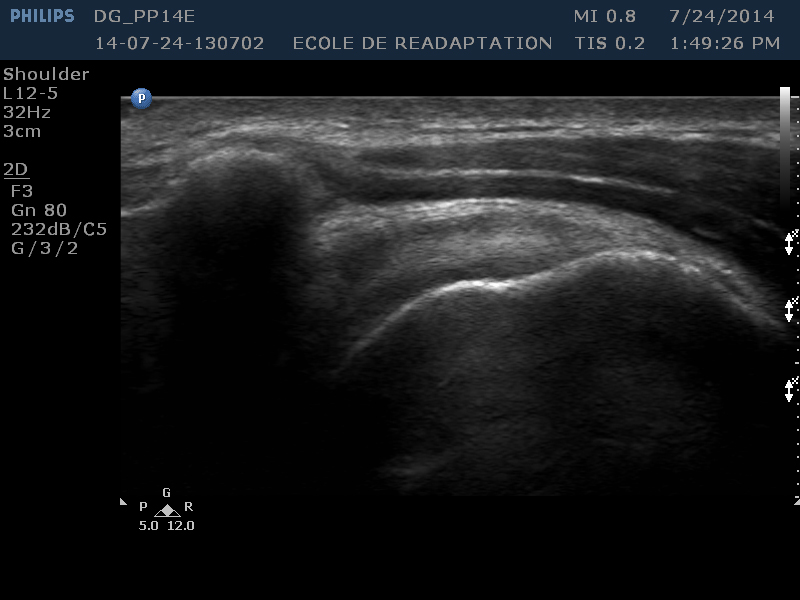 PHILIPS DG_PP14E MI 0.8 7/24/2014
14-07-24-130702 ECOLE DE READAPTATION TIS 0.2 1:49:26 PM
Shoulder
L12-5
32Hz
3cm
P
2D
F3
Gn 80
232dB/C5
G/3/2
G
P R
5.0 12.0